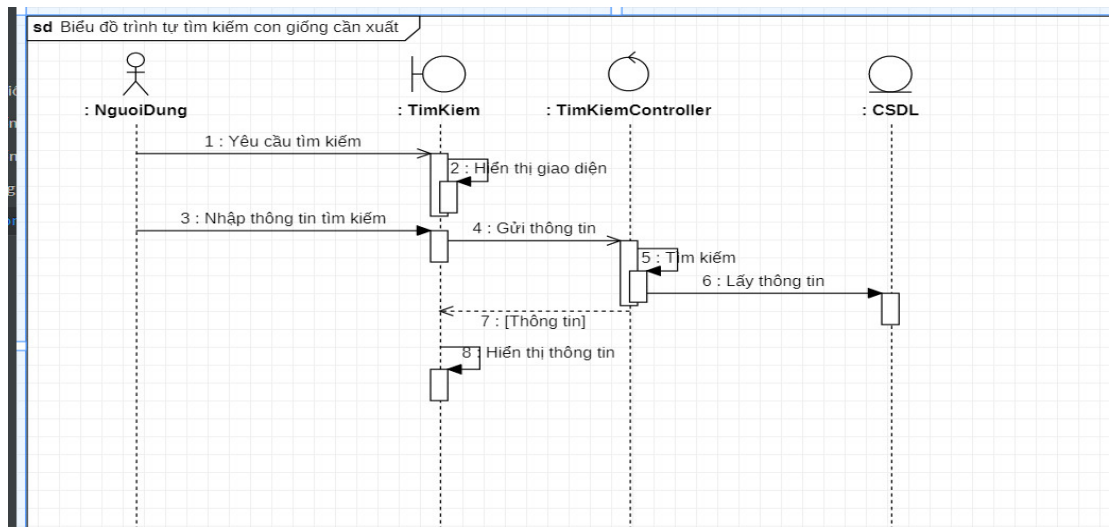 sd Biểu đồ trình tự tìm kiếm con giống cần xuất
: NguoiDung
: TimKiem
: TimKiemController
: CSDL
1 : Yêu cầu tìm kiếm
2 : Hiển thị giao diện
3 : Nhập thông tin tìm kiếm
4 : Gửi thông tin
5 : Tìm kiếm
6 : Lấy thông tin
7 : [Thông tin]
8 : Hiển thị thông tin